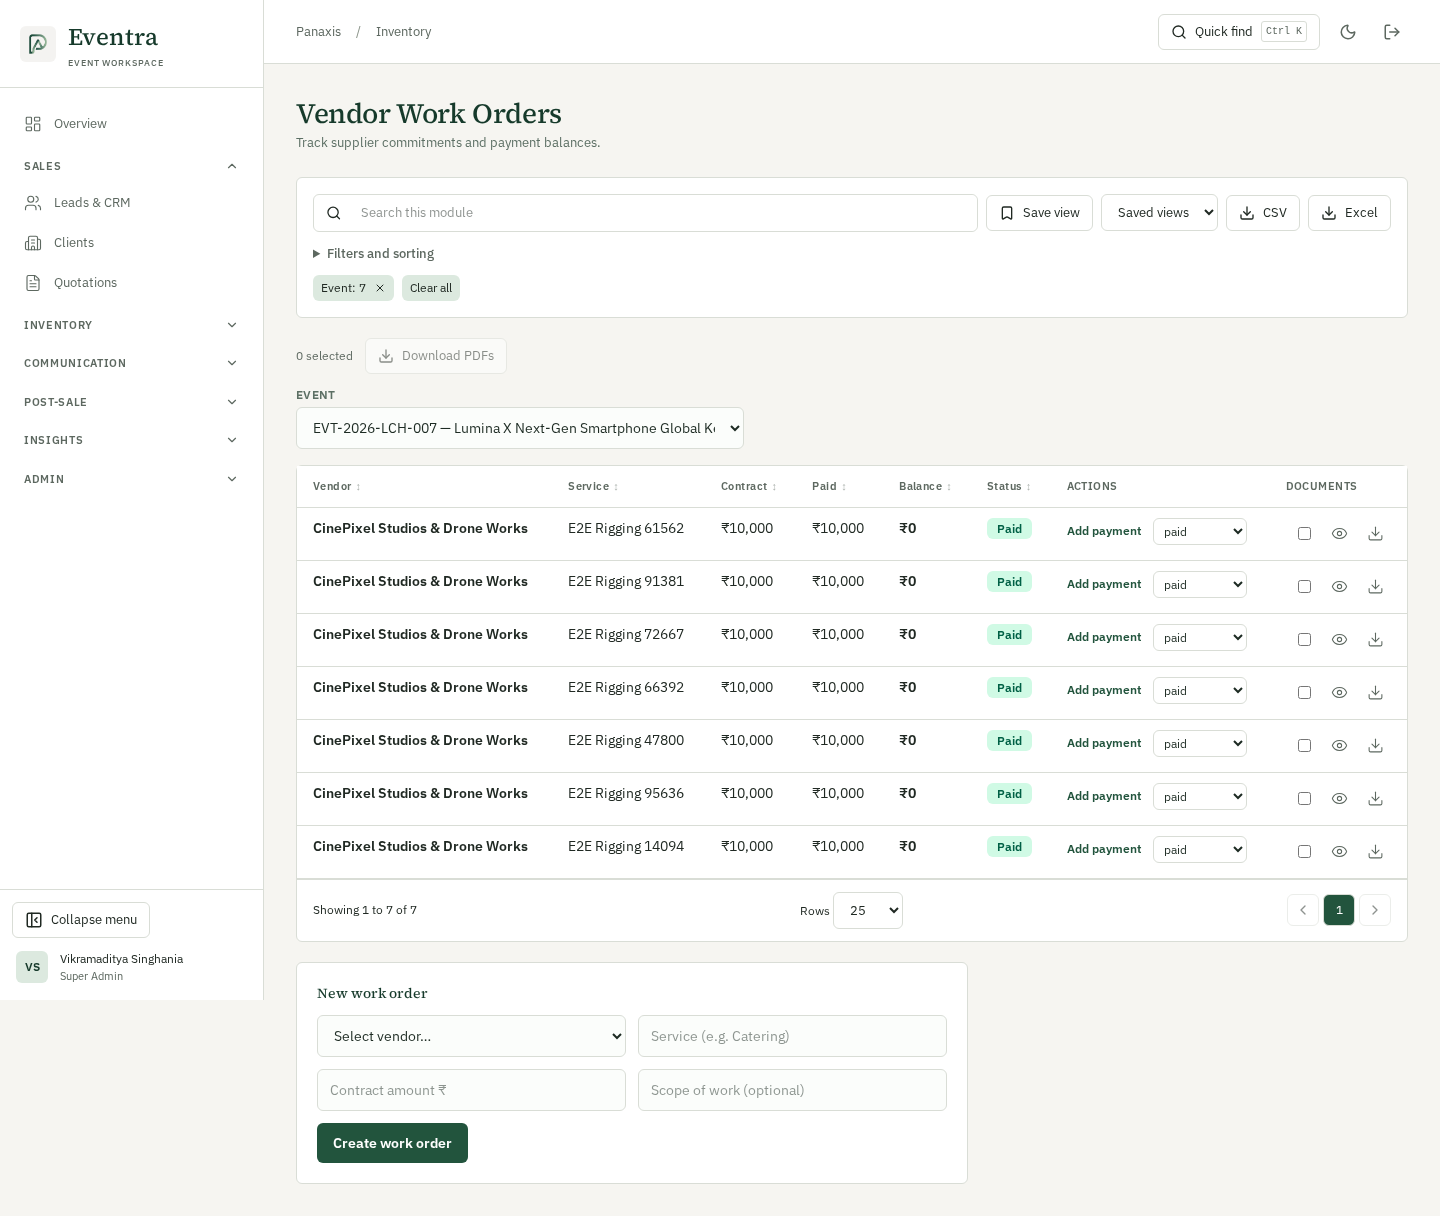 Eventra
EVENT WORKSPACE
Panaxis / Inventory
Quick find Ctrl K
Overview
SALES
Leads & CRM
Clients
Quotations
INVENTORY
COMMUNICATION
POST-SALE
INSIGHTS
ADMIN
Collapse menu
VS
Vikramaditya Singhania
Super Admin
Vendor Work Orders
Track supplier commitments and payment balances.
Search this module
Save view
Saved views
CSV
Excel
Filters and sorting
Event: 7
Clear all
0 selected
Download PDFs
EVENT
EVT-2026-LCH-007 — Lumina X Next-Gen Smartphone Global
Vendor Service Contract Paid Balance Status ACTIONS DOCUMENTS
CinePixel Studios & Drone Works E2E Rigging 61562 ₹10,000 ₹10,000 ₹0 Paid Add payment paid
CinePixel Studios & Drone Works E2E Rigging 91381 ₹10,000 ₹10,000 ₹0 Paid Add payment paid
CinePixel Studios & Drone Works E2E Rigging 72667 ₹10,000 ₹10,000 ₹0 Paid Add payment paid
CinePixel Studios & Drone Works E2E Rigging 66392 ₹10,000 ₹10,000 ₹0 Paid Add payment paid
CinePixel Studios & Drone Works E2E Rigging 47800 ₹10,000 ₹10,000 ₹0 Paid Add payment paid
CinePixel Studios & Drone Works E2E Rigging 95636 ₹10,000 ₹10,000 ₹0 Paid Add payment paid
CinePixel Studios & Drone Works E2E Rigging 14094 ₹10,000 ₹10,000 ₹0 Paid Add payment paid
Showing 1 to 7 of 7
Rows 25
1
New work order
Select vendor...
Service (e.g. Catering)
Contract amount ₹
Scope of work (optional)
Create work order